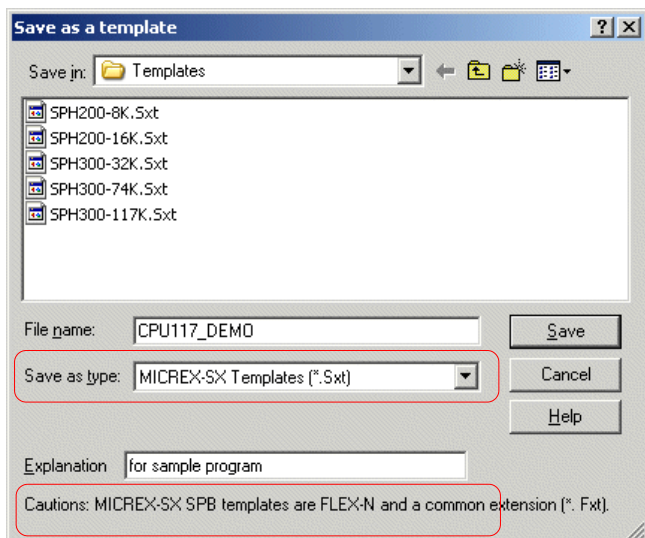 Save as a template
Save in: Templates
SPH200-8K.Sxt
SPH200-16K.Sxt
SPH300-32K.Sxt
SPH300-74K.Sxt
SPH300-117K.Sxt
File name: CPU117_DEMO Save
Save as type: MICREX-SX Templates (*.Sxt) Cancel
Help
Explanation for sample program
Cautions: MICREX-SX SPB templates are FLEX-N and a common extension (*. Fxt).